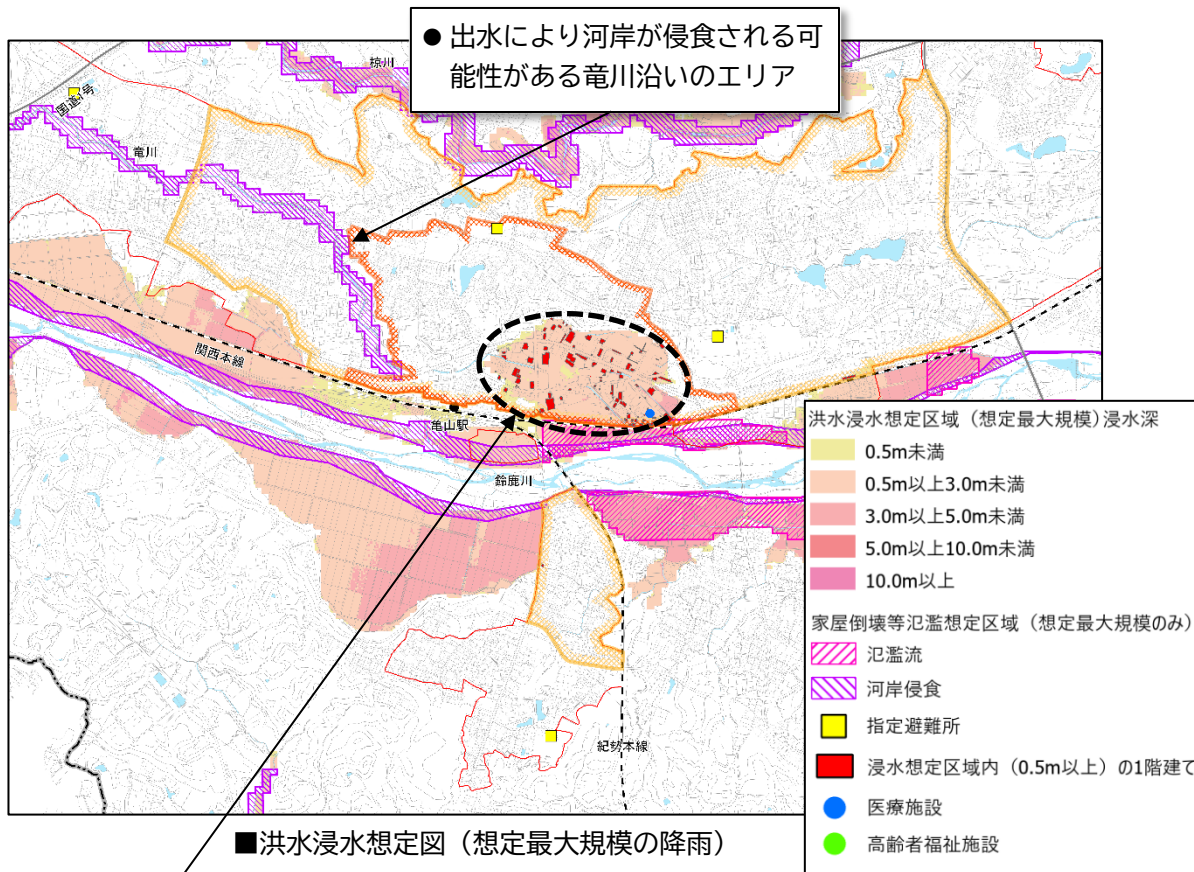 ● 出水により河岸が侵食される可
能性がある竜川沿いのエリア
椋川
国道1号
竜川
関西本線
亀山駅
鈴鹿川
紀勢本線
洪水浸水想定区域（想定最大規模）浸水深
0.5m未満
0.5m以上3.0m未満
3.0m以上5.0m未満
5.0m以上10.0m未満
10.0m以上
家屋倒壊等氾濫想定区域（想定最大規模のみ）
氾濫流
河岸侵食
指定避難所
浸水想定区域内（0.5m以上）の1階建て
医療施設
高齢者福祉施設
■洪水浸水想定図（想定最大規模の降雨）